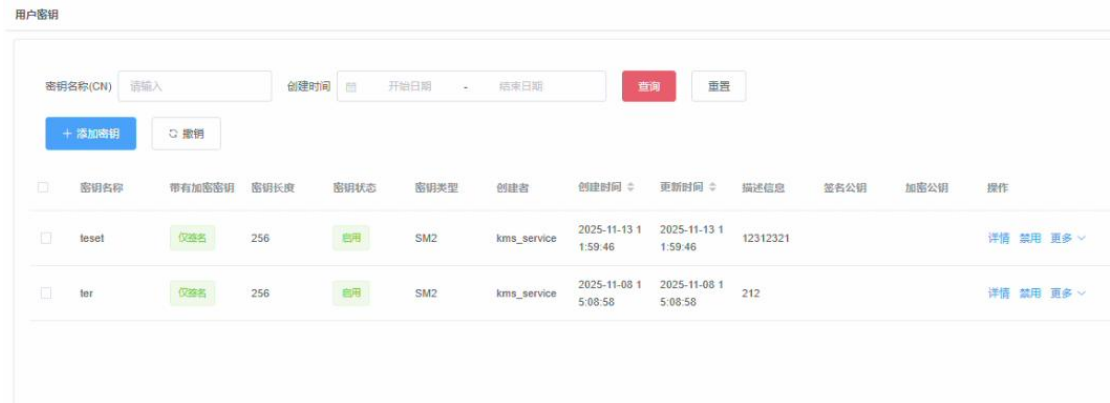 用户密钥
密钥名称(CN) 请输入 创建时间 开始日期 - 结束日期 查询 重置
+ 添加密钥 撤销
密钥名称 带有加密密钥 密钥长度 密钥状态 密钥类型 创建者 创建时间 更新时间 描述信息 签名公钥 加密公钥 操作
teset 仅签名 256 启用 SM2 kms_service 2025-11-13 1 2025-11-13 1 12312321 详情 禁用 更多
1:59:46 1:59:46
ter 仅签名 256 启用 SM2 kms_service 2025-11-08 1 2025-11-08 1 212 详情 禁用 更多
5:08:58 5:08:58